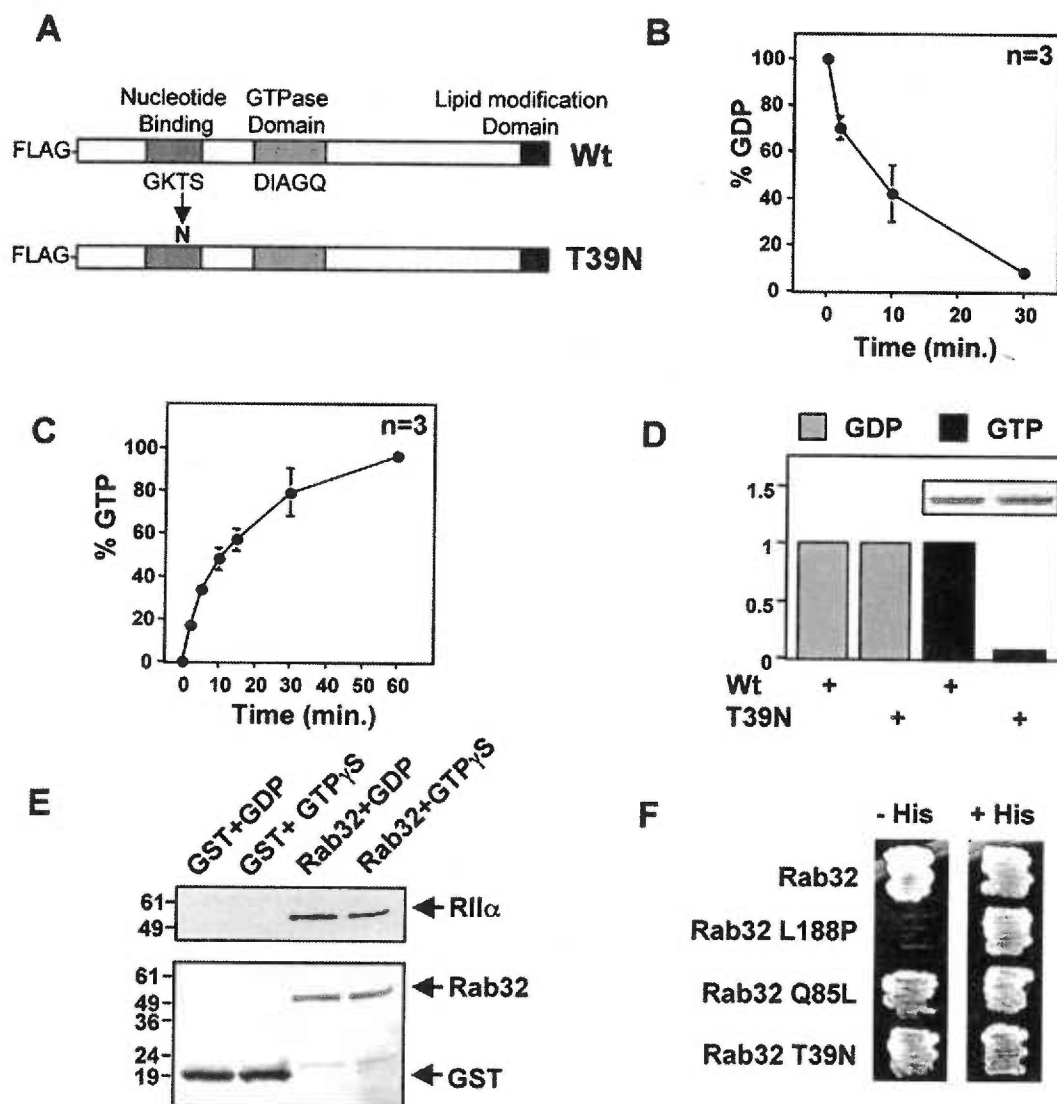 A
Nucleotide Binding
GTPase Domain
Lipid modification Domain
FLAG
Wt
GKTS
DIAGQ
N
FLAG
T39N
B
n=3
% GDP
100
80
60
40
20
0
0 10 20 30
Time (min.)
C
n=3
% GTP
100
80
60
40
20
0
0 10 20 30 40 50 60
Time (min.)
D
GDP GTP
1.5
1
0.5
0
Wt + +
T39N + +
E
GST+GDP
GST+ GTPγS
Rab32+GDP
Rab32+GTPγS
61
49
RIIα
61
49
36
24
19
Rab32
GST
F
- His + His
Rab32
Rab32 L188P
Rab32 Q85L
Rab32 T39N